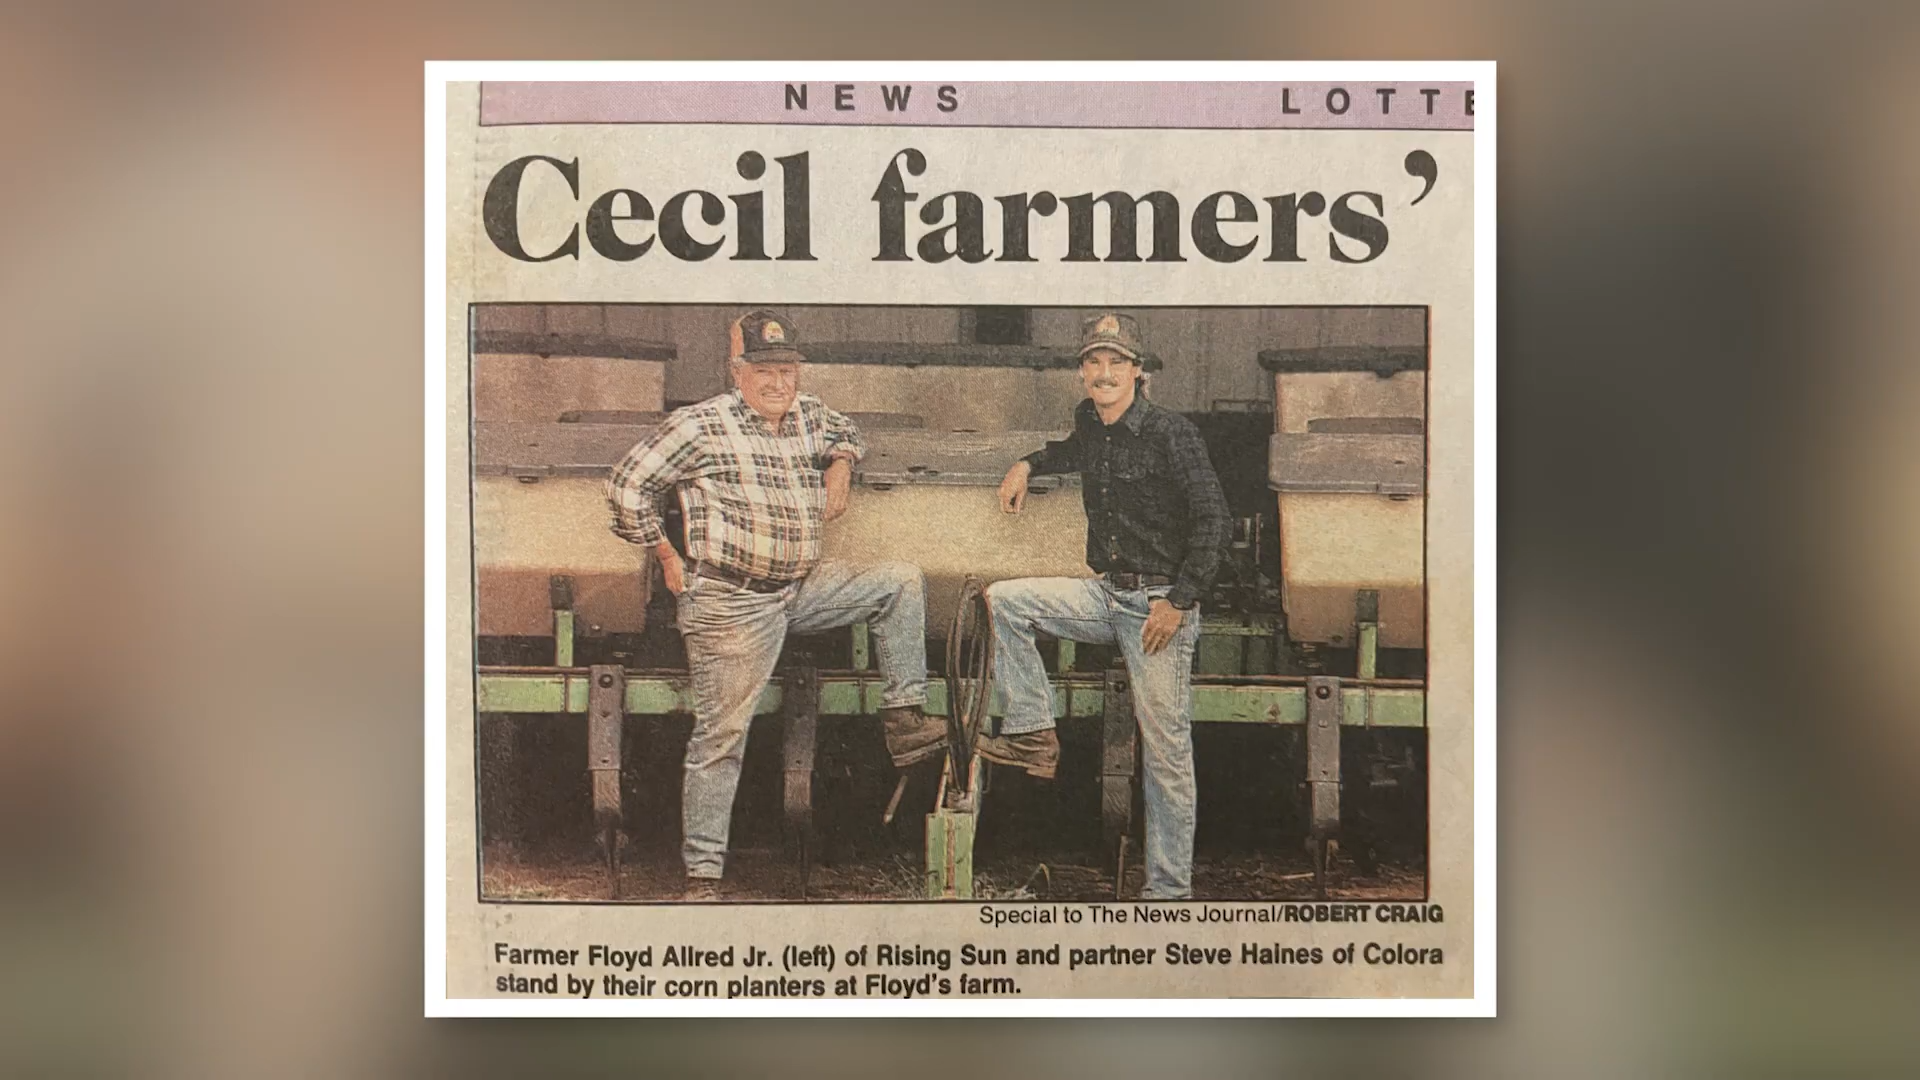 NEWS LOTTE
Cecil farmers’
Special to The News Journal/ROBERT CRAIG
Farmer Floyd Allred Jr. (left) of Rising Sun and partner Steve Haines of Colora
stand by their corn planters at Floyd’s farm.